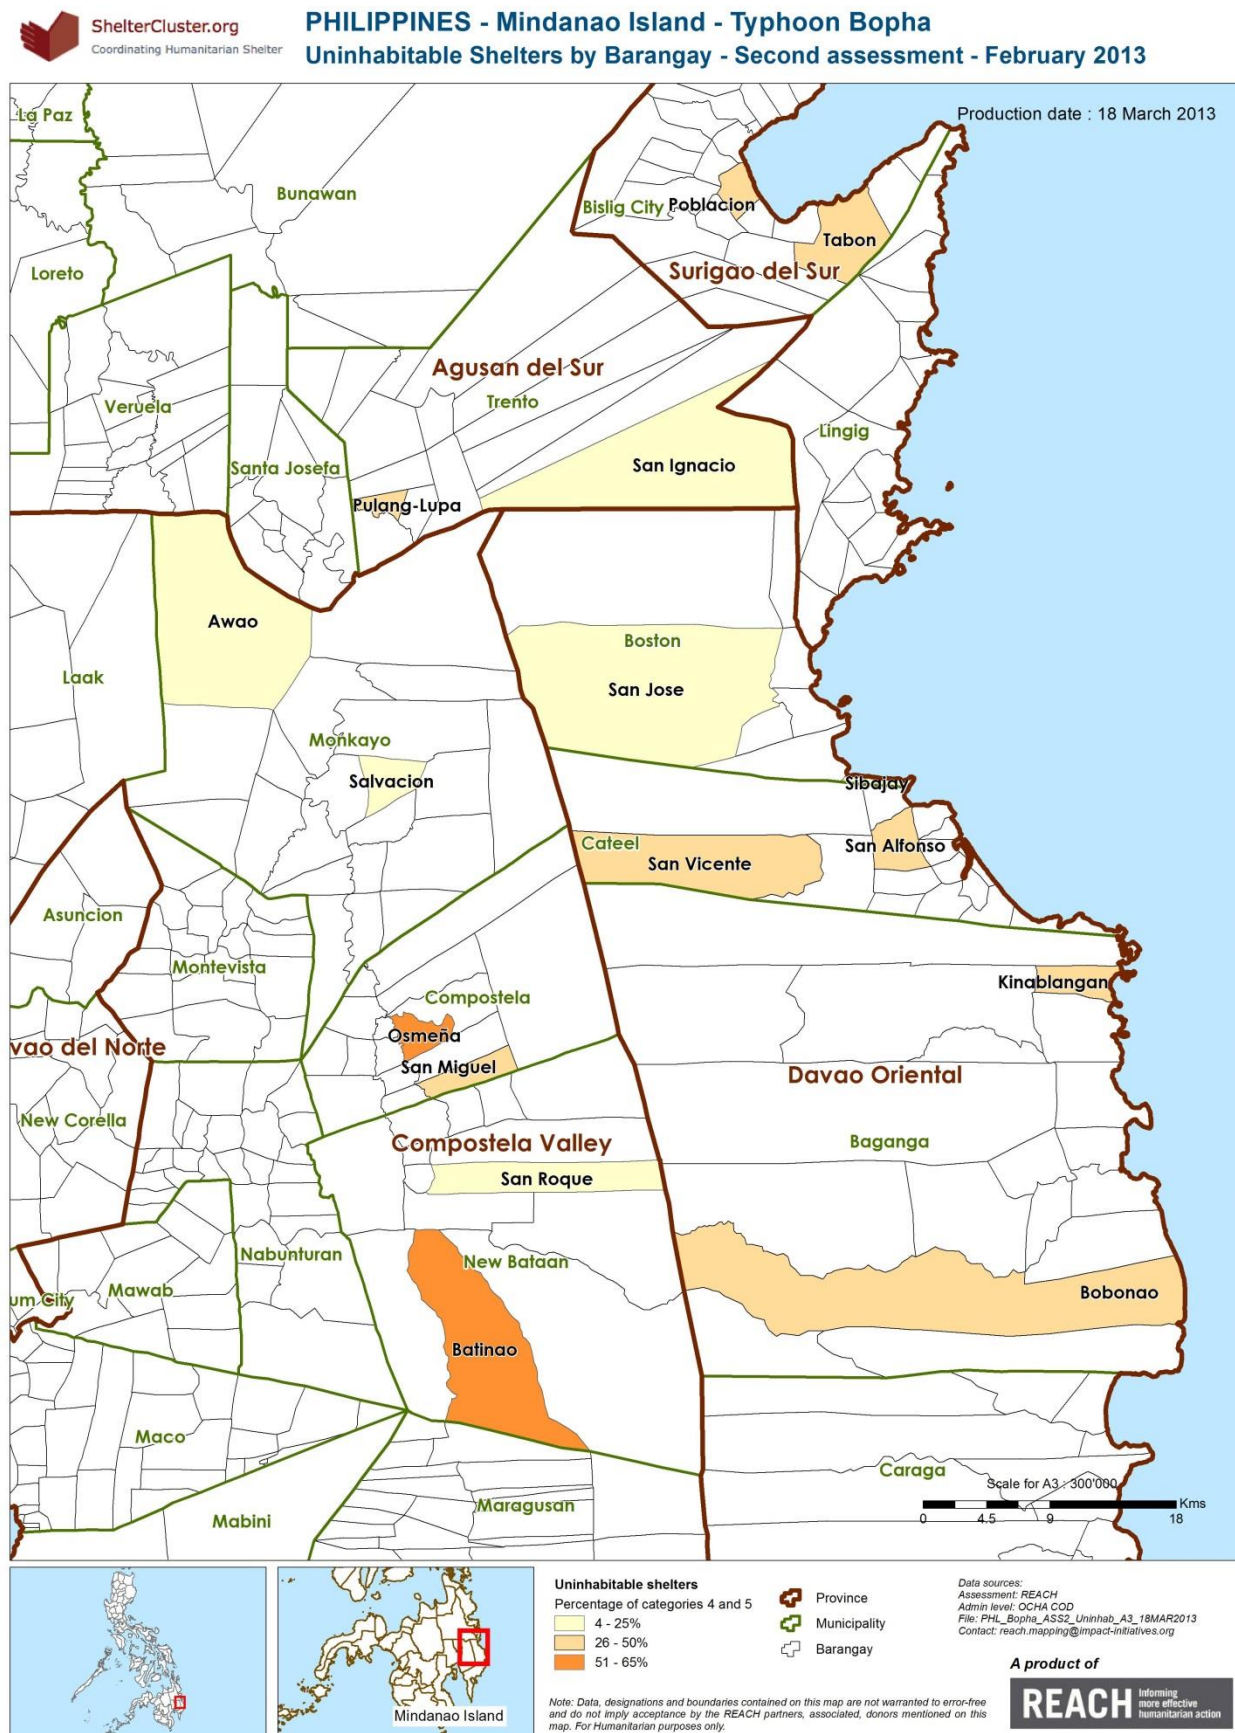 ShelterCluster.org
Coordinating Humanitarian Shelter
PHILIPPINES - Mindanao Island - Typhoon Bopha
Uninhabitable Shelters by Barangay - Second assessment - February 2013
Production date : 18 March 2013
La Paz
Bunawan
Bislig City
Poblacion
Tabon
Loreto
Surigao del Sur
Agusan del Sur
Trento
Veruela
Lingig
Santa Josefa
San Ignacio
Pulang-Lupa
Awao
Boston
Laak
San Jose
Monkayo
Salvacion
Sibajay
Cateel
San Alfonso
San Vicente
Asuncion
Montevista
Kinablangan
Compostela
Osmeña
vao del Norte
San Miguel
Davao Oriental
New Corella
Compostela Valley
Baganga
San Roque
Nabunturan
New Bataan
Mawab
um City
Bobonao
Batinao
Maco
Caraga
Maragusan
Mabini
Scale for A3 : 300'000
Kms
0 4.5 9 18
Mindanao Island
Uninhabitable shelters
Percentage of categories 4 and 5
4 - 25%
26 - 50%
51 - 65%
Province
Municipality
Barangay
Data sources:
Assessment: REACH
Admin level: OCHA COD
File: PHL_Bopha_ASS2_Uninhab_A3_18MAR2013
Contact: reach.mapping@impact-initiatives.org
Note: Data, designations and boundaries contained on this map are not warranted to error-free
and do not imply acceptance by the REACH partners, associated, donors mentioned on this
map. For Humanitarian purposes only.
A product of
REACH
Informing
more effective
humanitarian action